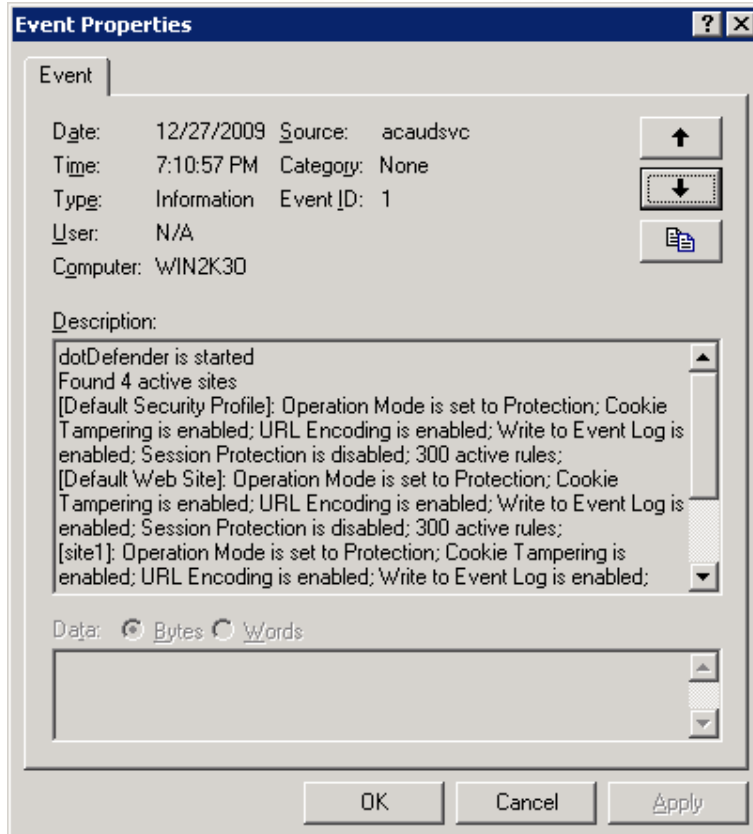 Event Properties
Event
Date: 12/27/2009 Source: acaudsvc
Time: 7:10:57 PM Category: None
Type: Information Event ID: 1
User: N/A
Computer: WIN2K3O
Description:
dotDefender is started
Found 4 active sites
[Default Security Profile]: Operation Mode is set to Protection; Cookie
Tampering is enabled; URL Encoding is enabled; Write to Event Log is
enabled; Session Protection is disabled; 300 active rules;
[Default Web Site]: Operation Mode is set to Protection; Cookie
Tampering is enabled; URL Encoding is enabled; Write to Event Log is
enabled; Session Protection is disabled; 300 active rules;
[site1]: Operation Mode is set to Protection; Cookie Tampering is
enabled; URL Encoding is enabled; Write to Event Log is enabled;
Data: Bytes Words
OK Cancel Apply